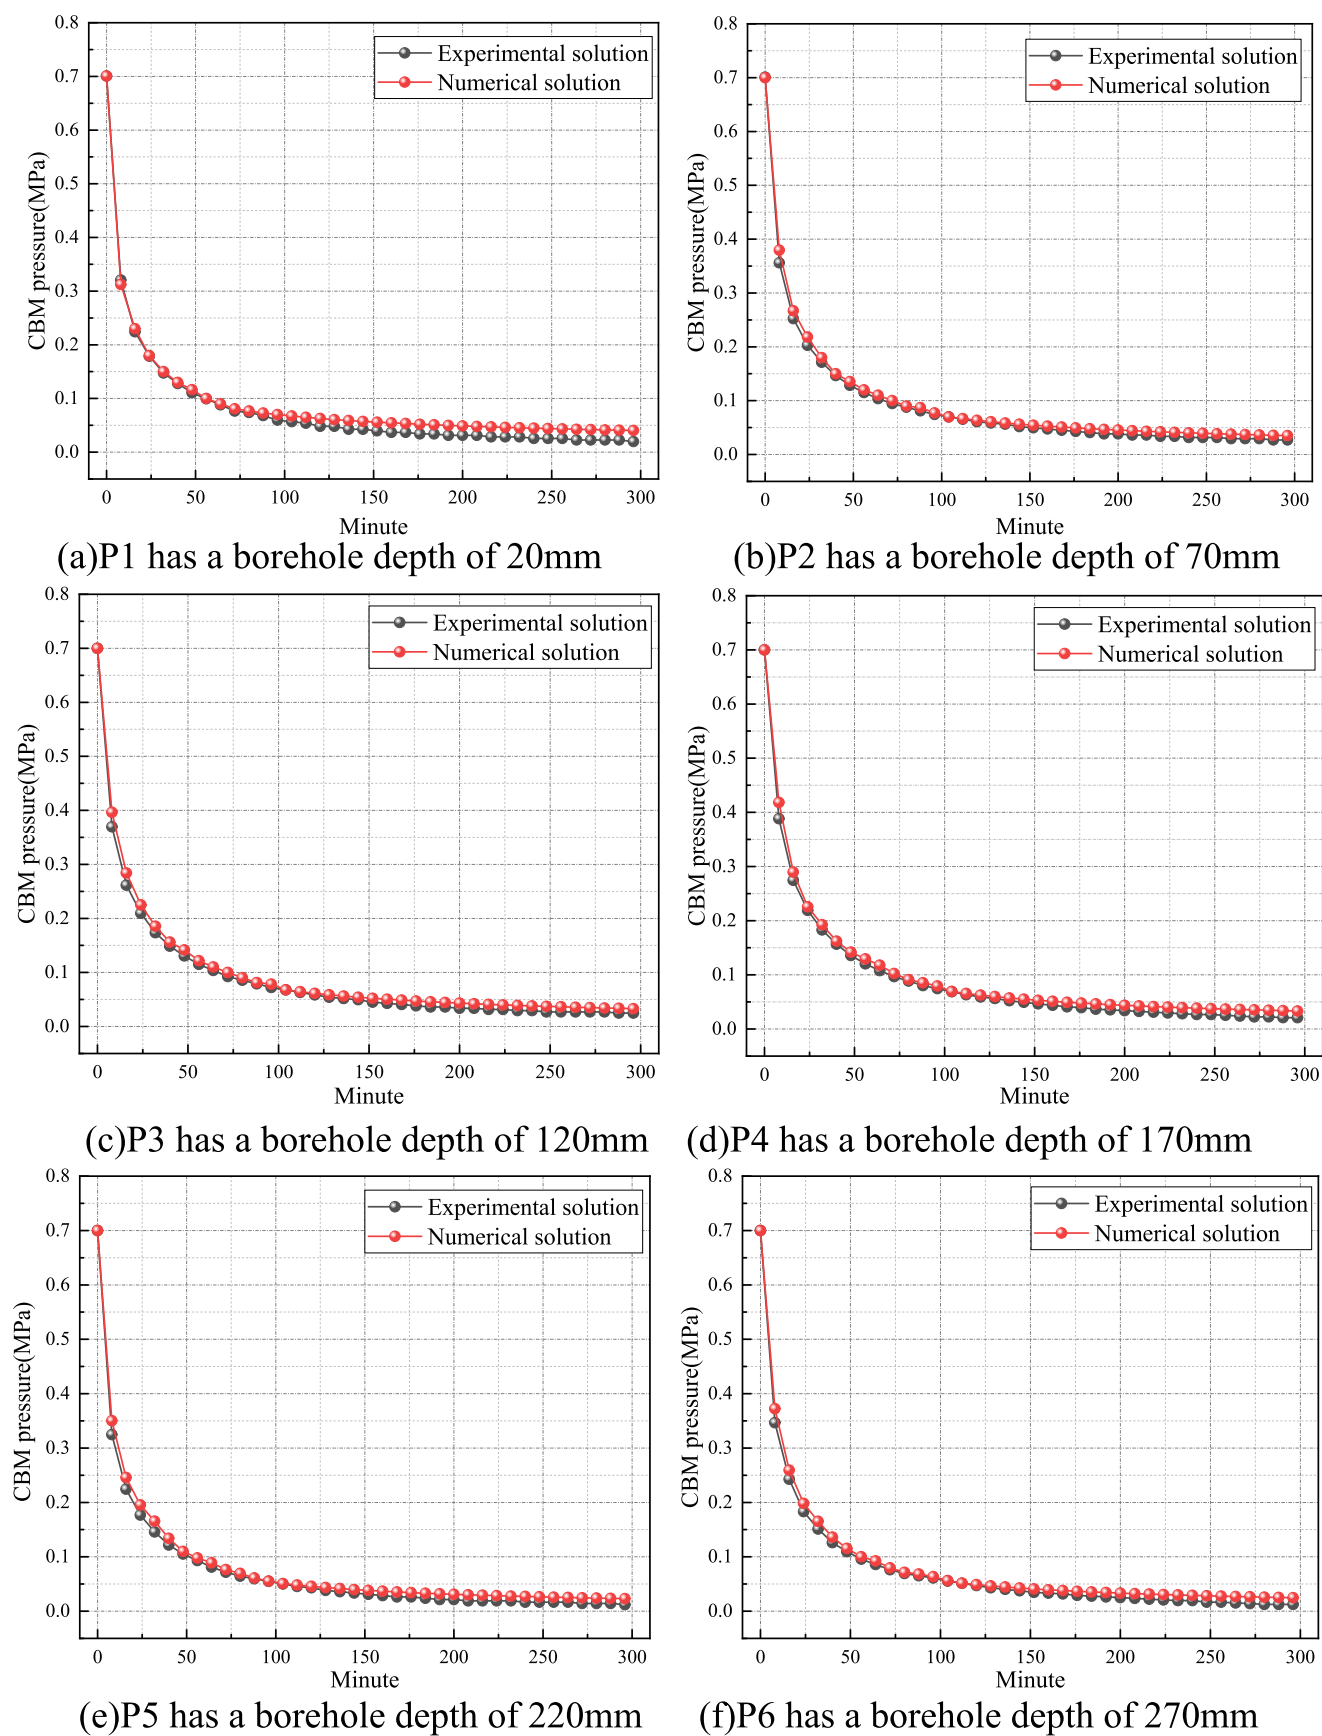 0.8
0.7
0.6
0.5
0.4
0.3
0.2
0.1
0.0
CBM pressure(MPa)
Experimental solution
Numerical solution
0 50 100 150 200 250 300
Minute
(a)P1 has a borehole depth of 20mm
0.8
0.7
0.6
0.5
0.4
0.3
0.2
0.1
0.0
CBM pressure(MPa)
Experimental solution
Numerical solution
0 50 100 150 200 250 300
Minute
(b)P2 has a borehole depth of 70mm
0.8
0.7
0.6
0.5
0.4
0.3
0.2
0.1
0.0
CBM pressure(MPa)
Experimental solution
Numerical solution
0 50 100 150 200 250 300
Minute
(c)P3 has a borehole depth of 120mm
0.8
0.7
0.6
0.5
0.4
0.3
0.2
0.1
0.0
CBM pressure(MPa)
Experimental solution
Numerical solution
0 50 100 150 200 250 300
Minute
(d)P4 has a borehole depth of 170mm
0.8
0.7
0.6
0.5
0.4
0.3
0.2
0.1
0.0
CBM pressure(MPa)
Experimental solution
Numerical solution
0 50 100 150 200 250 300
Minute
(e)P5 has a borehole depth of 220mm
0.8
0.7
0.6
0.5
0.4
0.3
0.2
0.1
0.0
CBM pressure(MPa)
Experimental solution
Numerical solution
0 50 100 150 200 250 300
Minute
(f)P6 has a borehole depth of 270mm